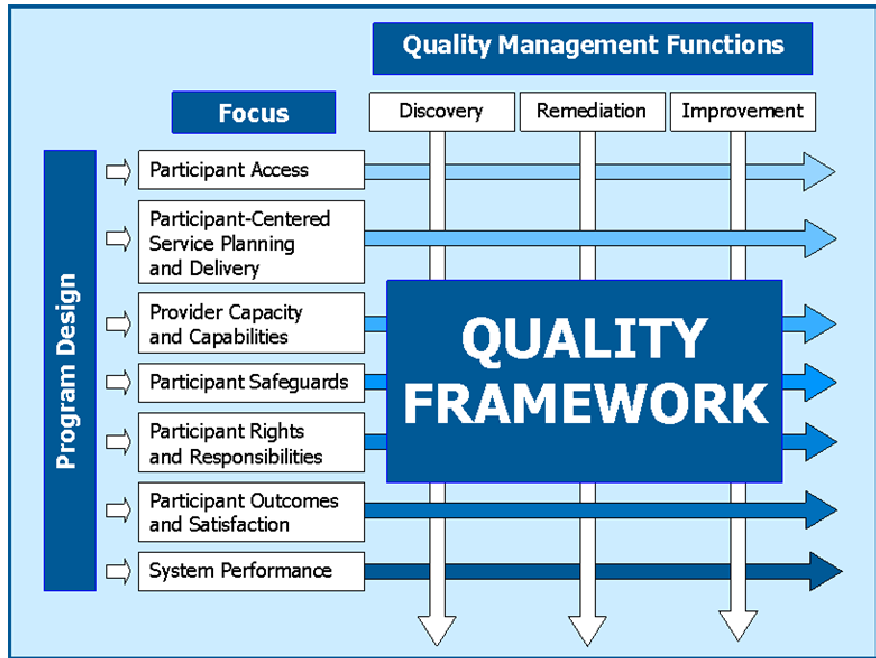 Quality Management Functions
Focus
Discovery
Remediation
Improvement
Program Design
Participant Access
Participant-Centered
Service Planning
and Delivery
Provider Capacity
and Capabilities
Participant Safeguards
Participant Rights
and Responsibilities
Participant Outcomes
and Satisfaction
System Performance
QUALITY
FRAMEWORK